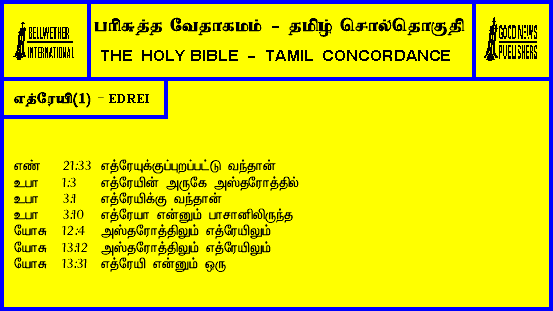 BELLWETHER
INTERNATIONAL
பரிசுத்த வேதாகமம் - தமிழ் சொல்தொகுதி
THE HOLY BIBLE - TAMIL CONCORDANCE
GOOD NEWS
PUBLISHERS
எத்ரேயி(1) - EDREI
எண் 21:33 எத்ரேயுக்குப்புறப்பட்டு வந்தான்
உபா 1:3 எத்ரேயின் அருகே அஸ்தரோத்தில்
உபா 3:1 எத்ரேயிக்கு வந்தான்
உபா 3:10 எத்ரேயா என்னும் பாசானிலிருந்த
யோசு 12:4 அஸ்தரோத்திலும் எத்ரேயிலும்
யோசு 13:12 அஸ்தரோத்திலும் எத்ரேயிலும்
யோசு 13:31 எத்ரேயி என்னும் ஒரு